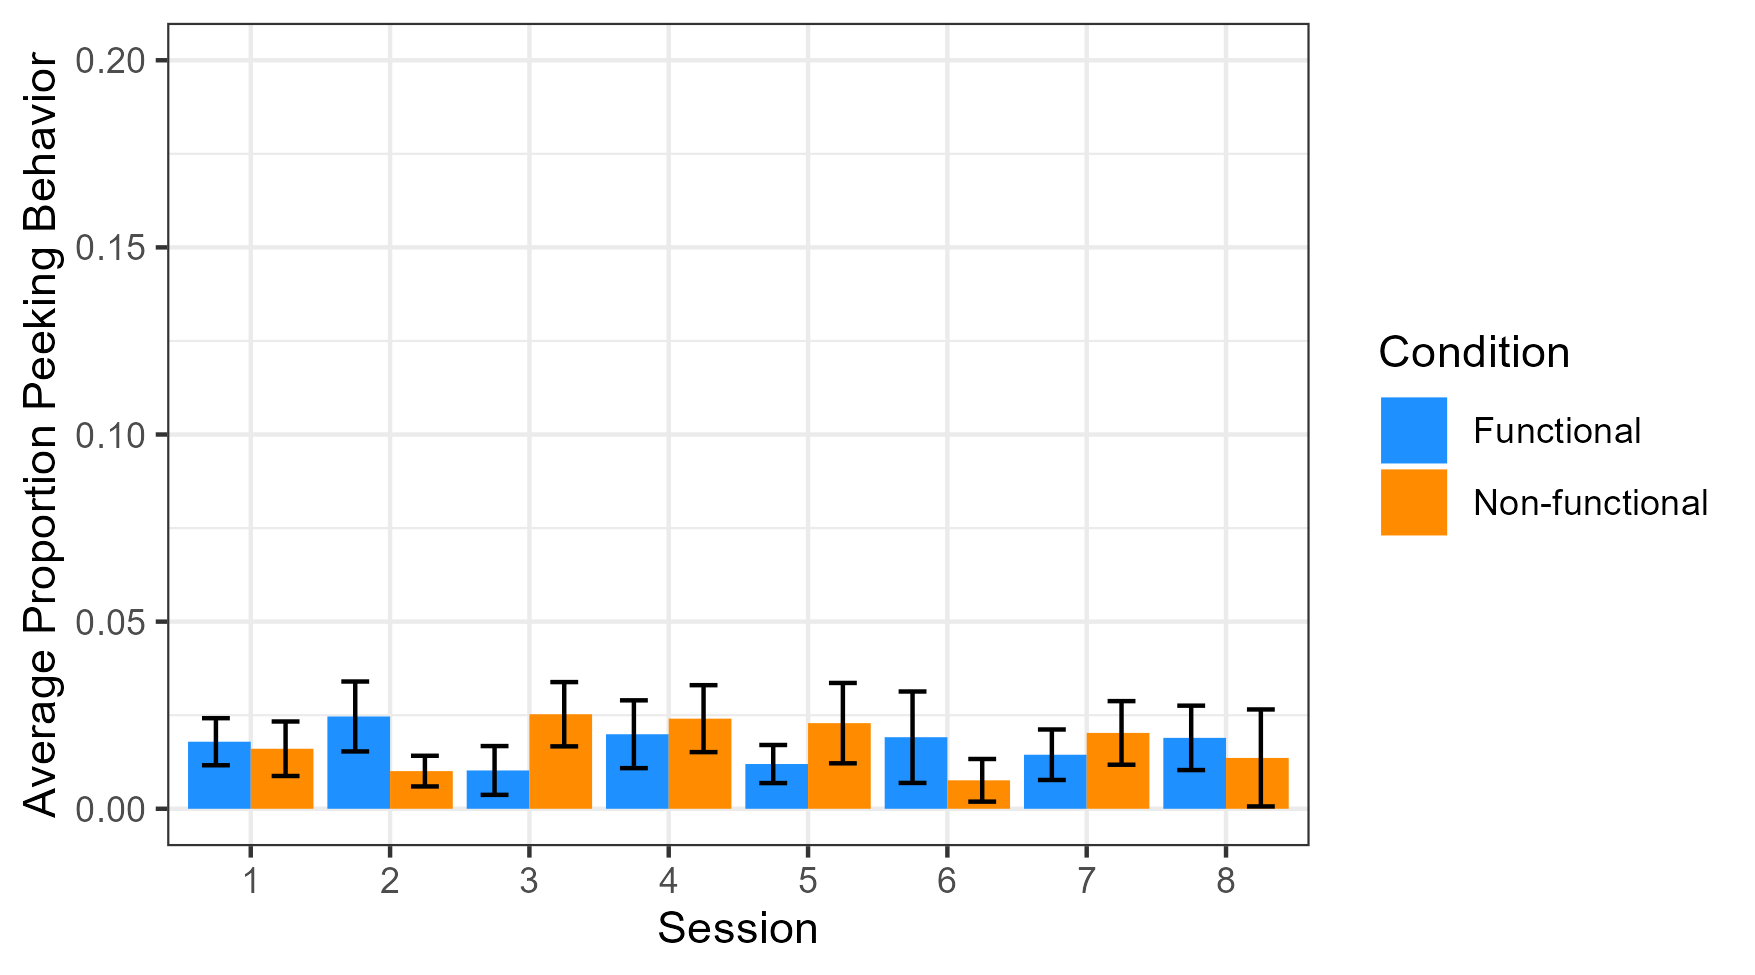 Average Proportion Peeking Behavior
0.20
0.15
0.10
0.05
0.00
1 2 3 4 5 6 7 8
Session
Condition
Functional
Non-functional